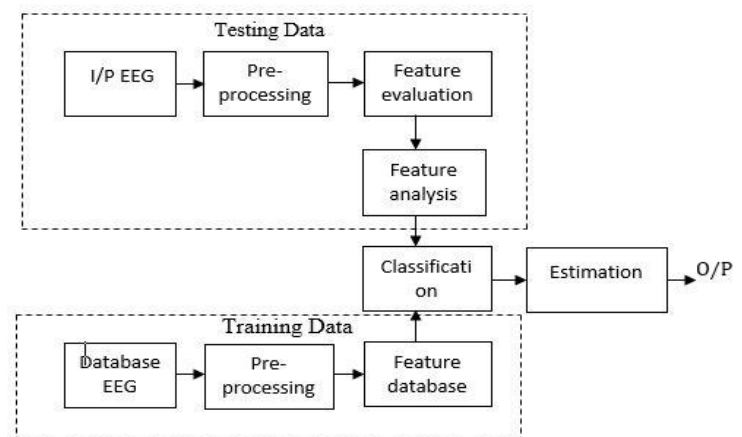 Testing Data
I/P EEG
Pre-
processing
Feature
evaluation
Feature
analysis
Classificati
on
Estimation
O/P
Training Data
Database
EEG
Pre-
processing
Feature
database